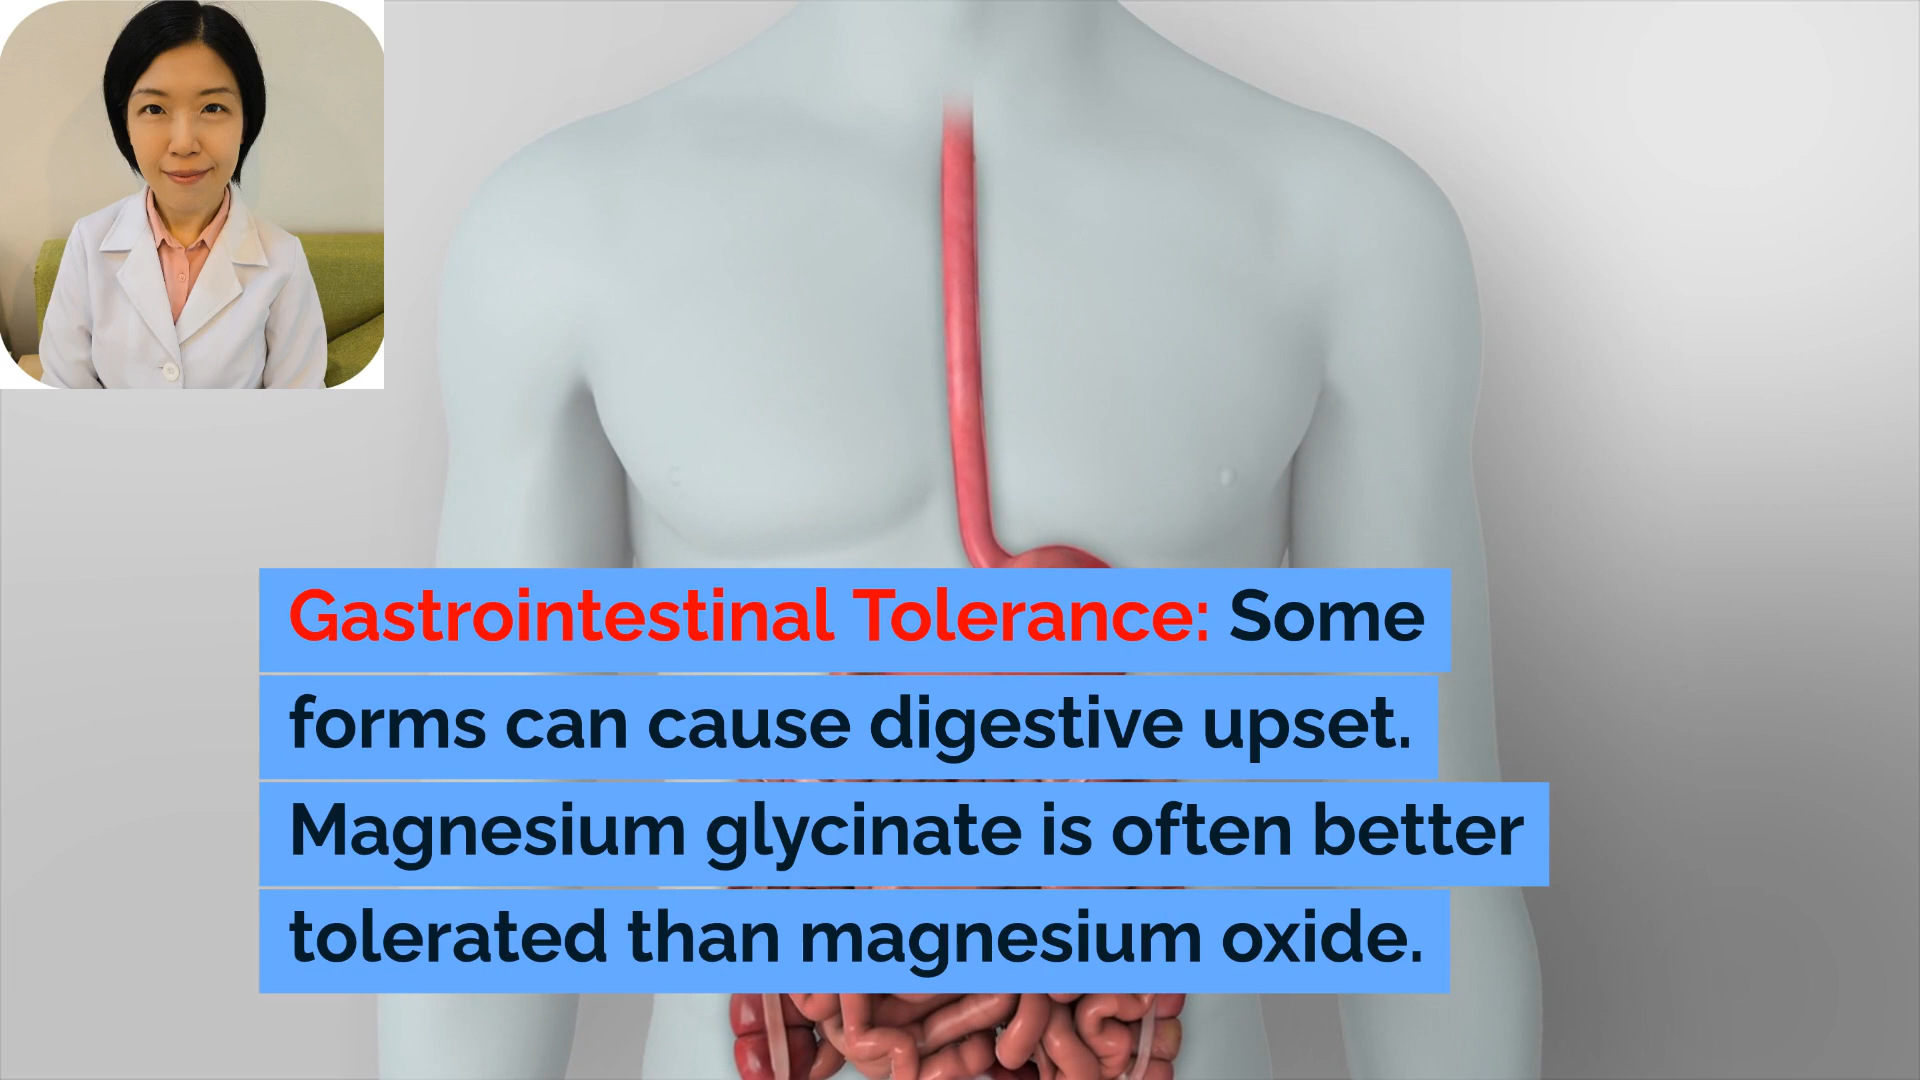 Gastrointestinal Tolerance: Some
forms can cause digestive upset.
Magnesium glycinate is often better
tolerated than magnesium oxide.